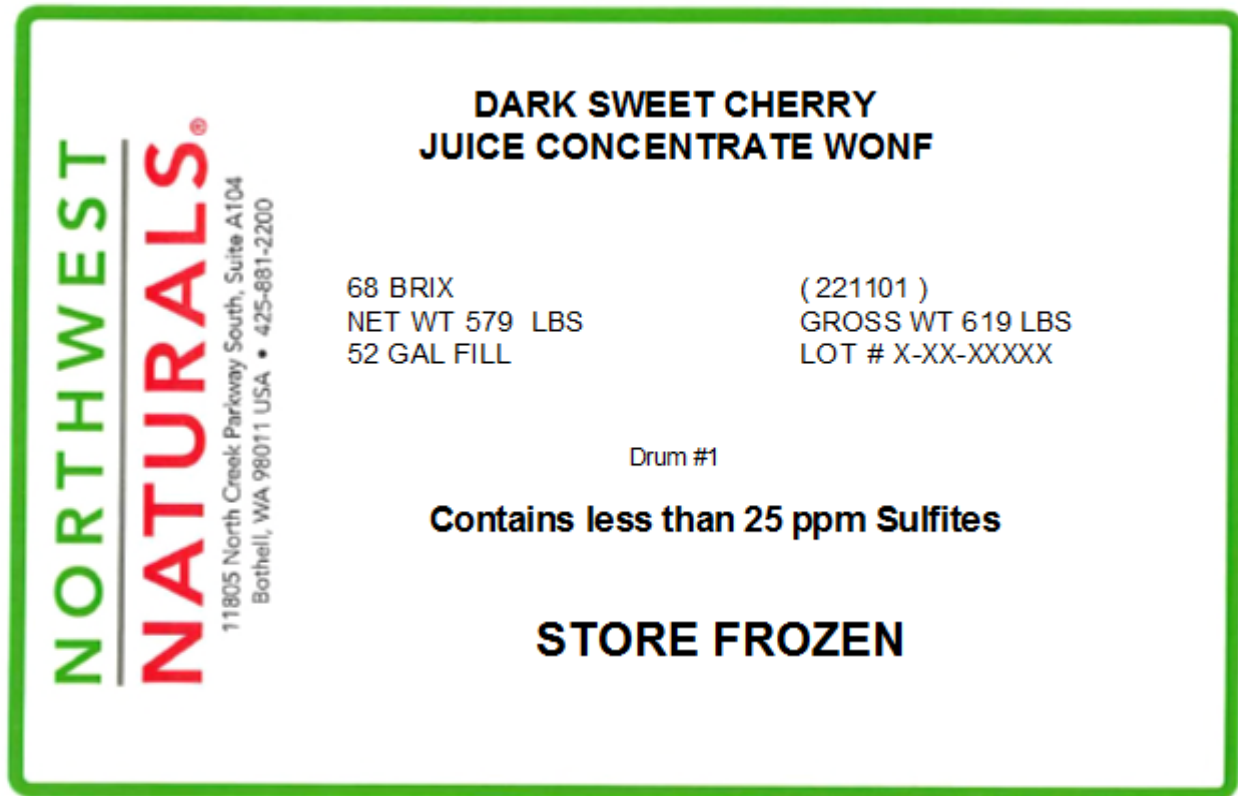 NORTHWEST
NATURALS®
11805 North Creek Parkway South, Suite A104
Bothell, WA 98011 USA • 425-881-2200
DARK SWEET CHERRY
JUICE CONCENTRATE WONF
68 BRIX ( 221101 )
NET WT 579 LBS GROSS WT 619 LBS
52 GAL FILL LOT # X-XX-XXXXX
Drum #1
Contains less than 25 ppm Sulfites
STORE FROZEN